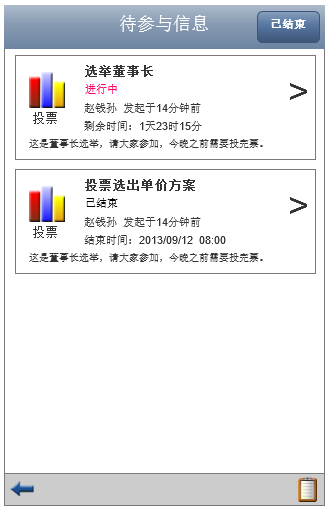 待参与信息
已结束
选举董事长
进行中
赵钱孙 发起于14分钟前
剩余时间：1天23时15分
投票
这是董事长选举，请大家参加，今晚之前需要投完票。
>
投票选出单价方案
已结束
赵钱孙 发起于14分钟前
结束时间：2013/09/12 08:00
投票
这是董事长选举，请大家参加，今晚之前需要投完票。
>